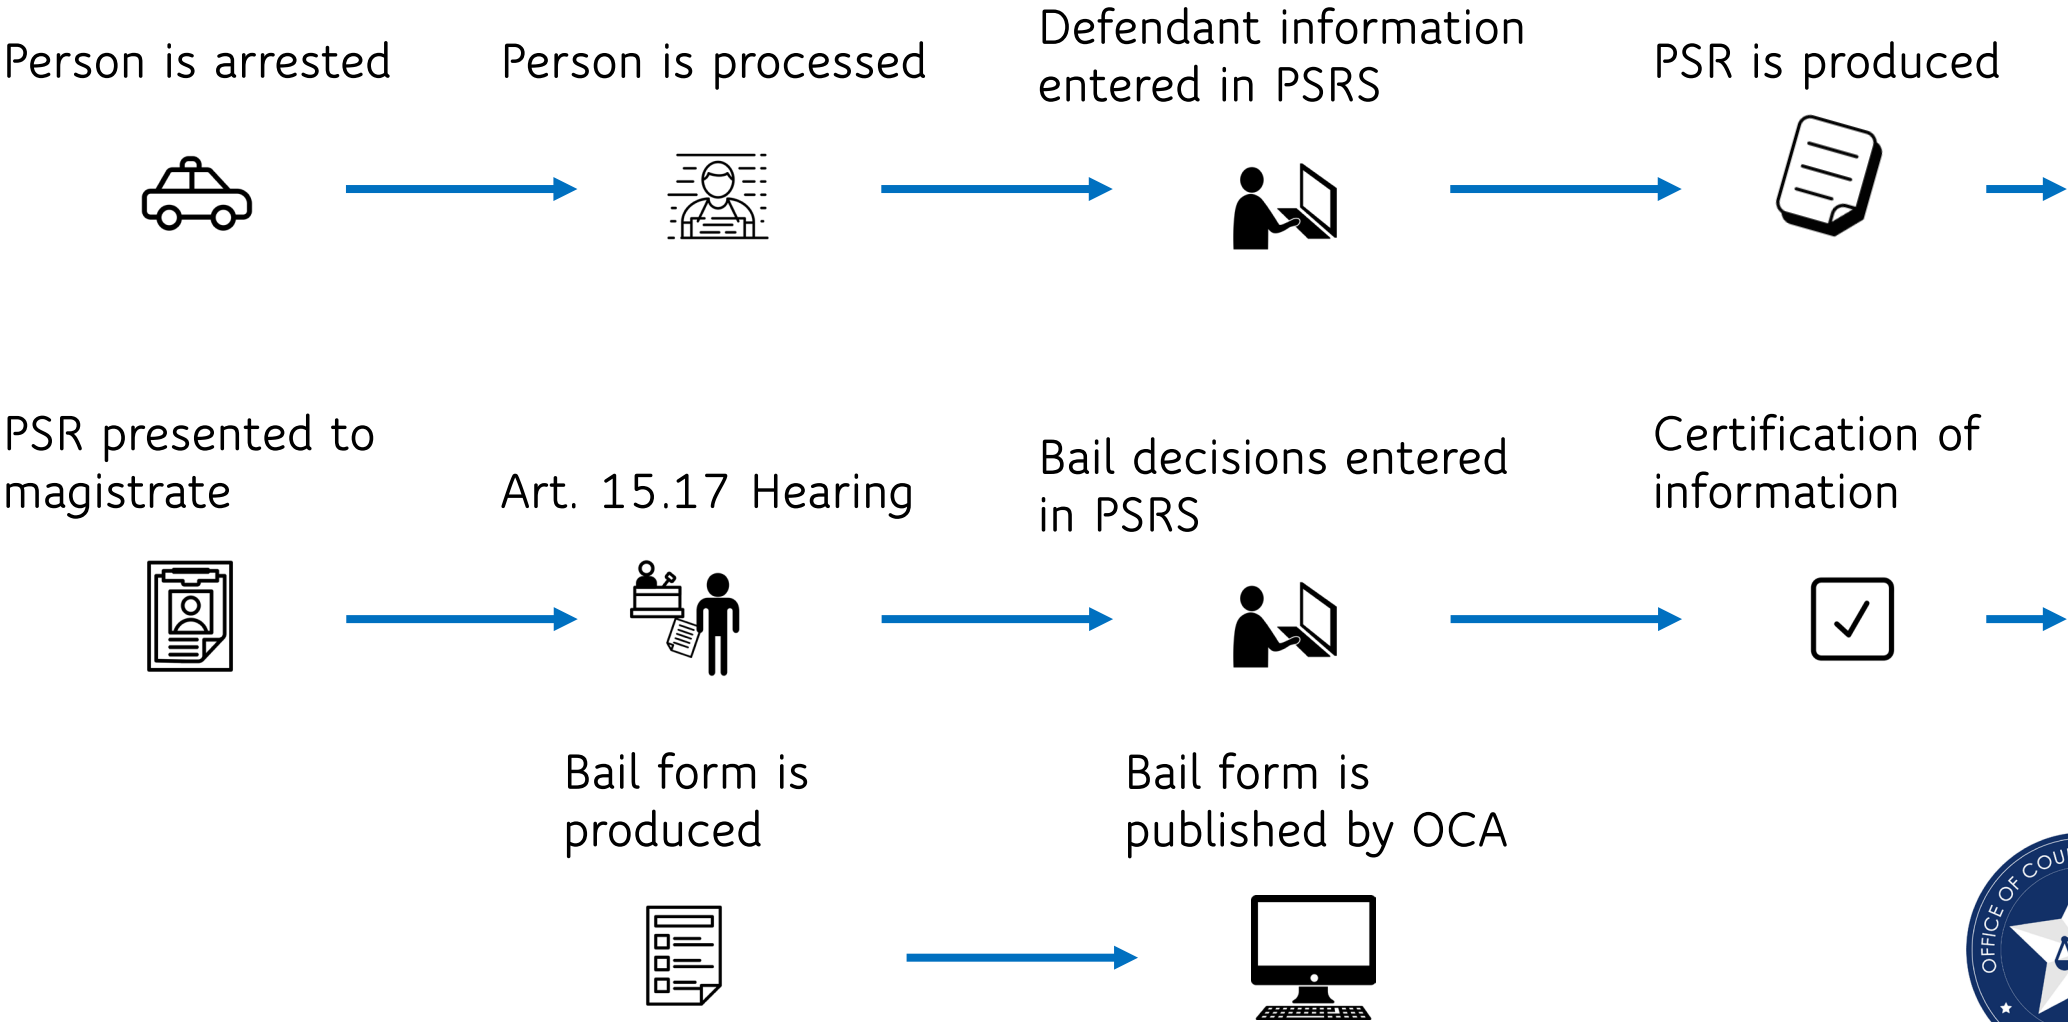 Person is arrested
Person is processed
Defendant information
entered in PSRS
PSR is produced
PSR presented to
magistrate
Art. 15.17 Hearing
Bail decisions entered
in PSRS
Certification of
information
Bail form is
produced
Bail form is
published by OCA
OFFICE OF